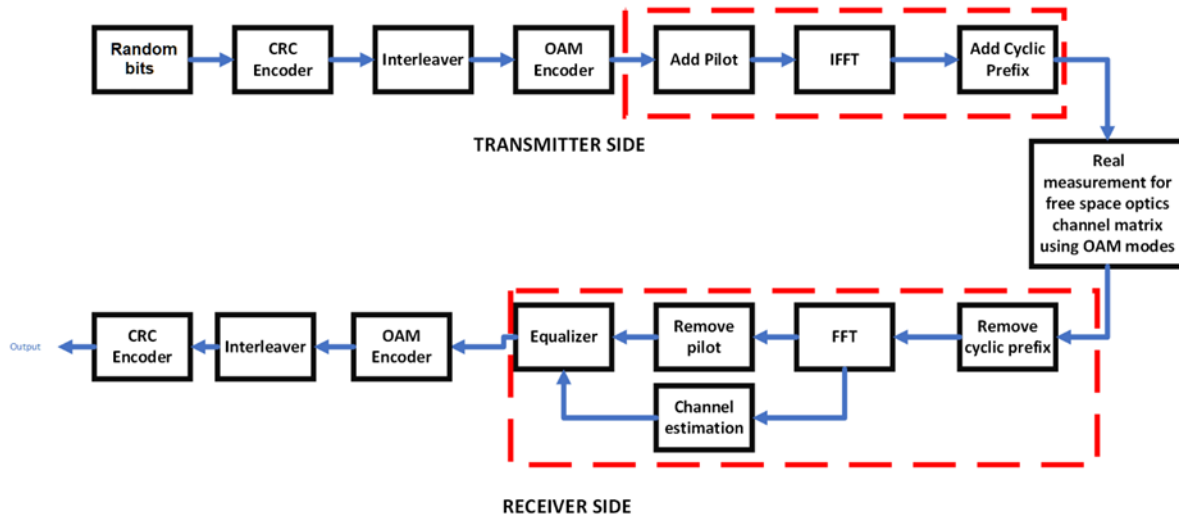 Random
bits
CRC
Encoder
Interleaver
OAM
Encoder
Add Pilot
IFFT
Add Cyclic
Prefix
TRANSMITTER SIDE
Real
measurement for
free space optics
channel matrix
using OAM modes
Output
CRC
Encoder
Interleaver
OAM
Encoder
Equalizer
Remove
pilot
FFT
Remove
cyclic prefix
Channel
estimation
RECEIVER SIDE